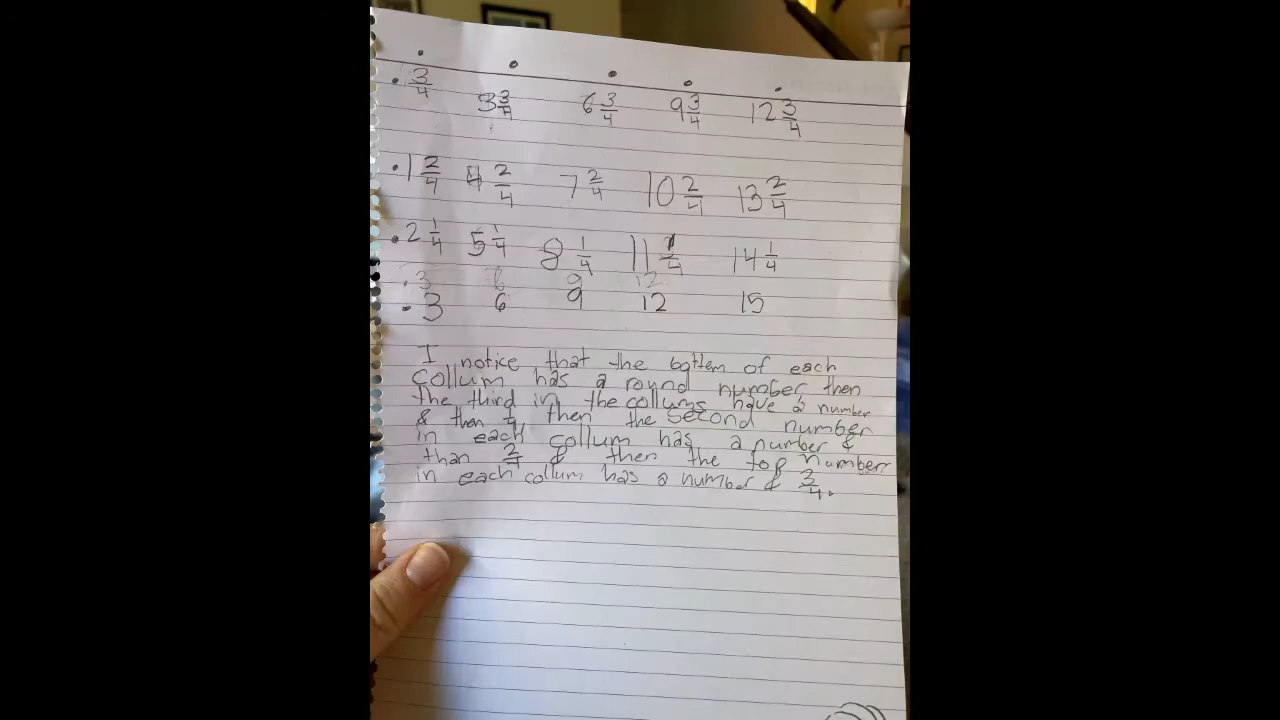 • 3/4 3 3/4 6 3/4 9 3/4 12 3/4
• 1 2/4 4 2/4 7 2/4 10 2/4 13 2/4
• 2 1/4 5 1/4 8 1/4 11 1/4 14 1/4
• 3 6 9 12 15
I notice that the bottem of each
collum has a round number then
the third in the collums have a number
& then 1/4 then the second number
in each collum has a number &
than 2/4 & then the top number
in each collum has a number & 3/4.